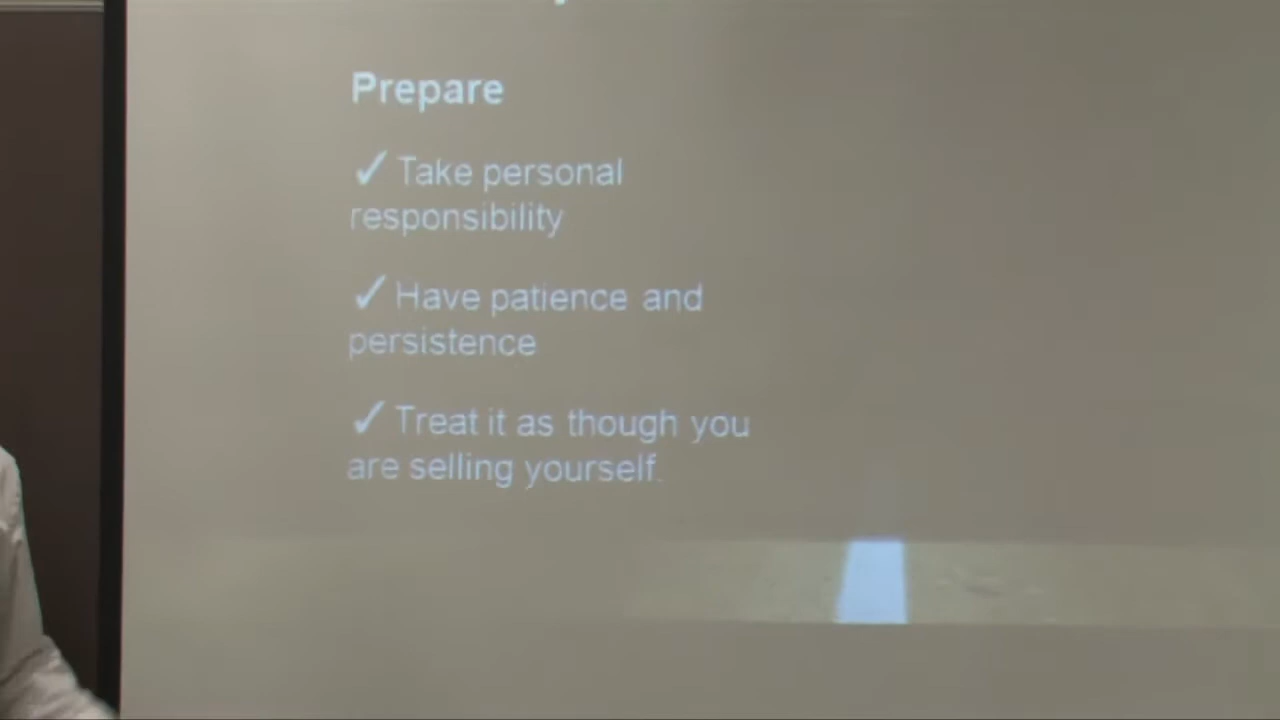 Prepare
✓ Take personal
responsibility
✓ Have patience and
persistence
✓ Treat it as though you
are selling yourself.